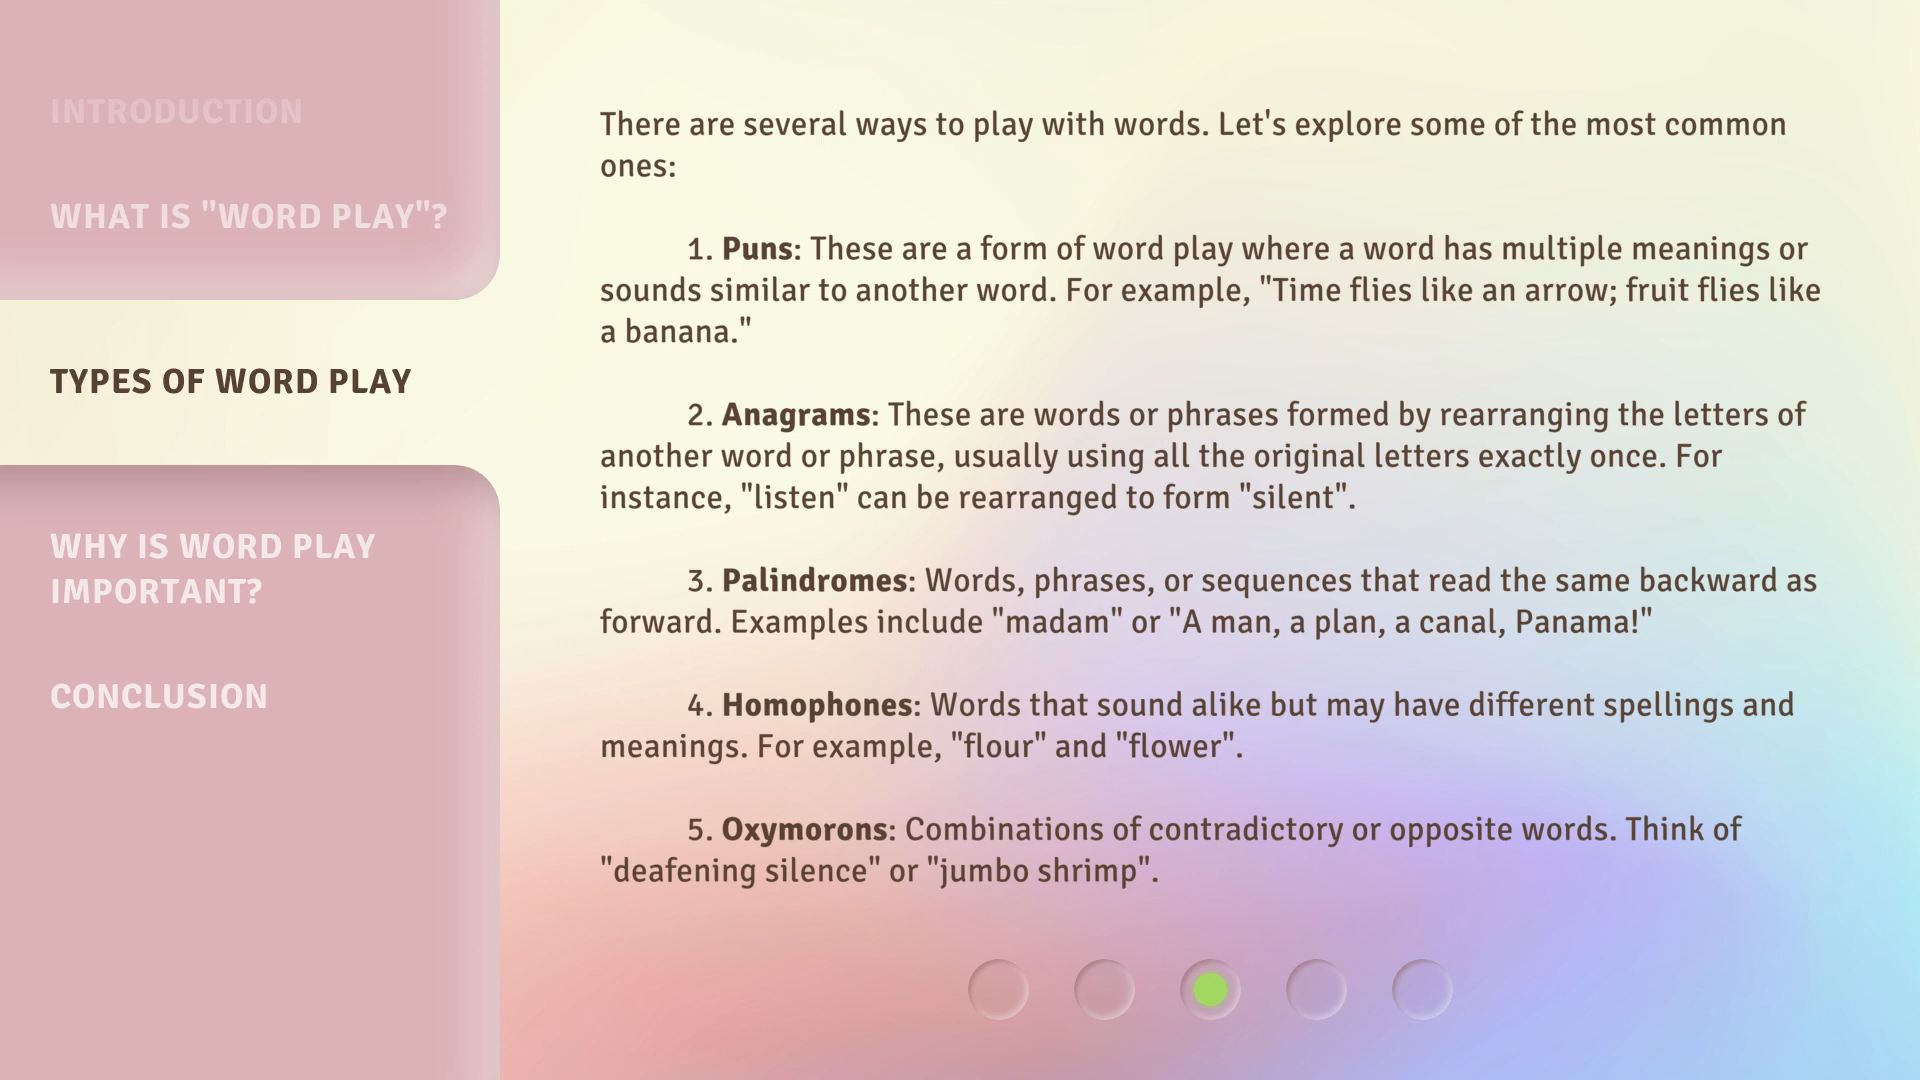 INTRODUCTION
WHAT IS "WORD PLAY"?
TYPES OF WORD PLAY
WHY IS WORD PLAY
IMPORTANT?
CONCLUSION
There are several ways to play with words. Let's explore some of the most common
ones:
1. Puns: These are a form of word play where a word has multiple meanings or
sounds similar to another word. For example, "Time flies like an arrow; fruit flies like
a banana."
2. Anagrams: These are words or phrases formed by rearranging the letters of
another word or phrase, usually using all the original letters exactly once. For
instance, "listen" can be rearranged to form "silent".
3. Palindromes: Words, phrases, or sequences that read the same backward as
forward. Examples include "madam" or "A man, a plan, a canal, Panama!"
4. Homophones: Words that sound alike but may have different spellings and
meanings. For example, "flour" and "flower".
5. Oxymorons: Combinations of contradictory or opposite words. Think of
"deafening silence" or "jumbo shrimp".